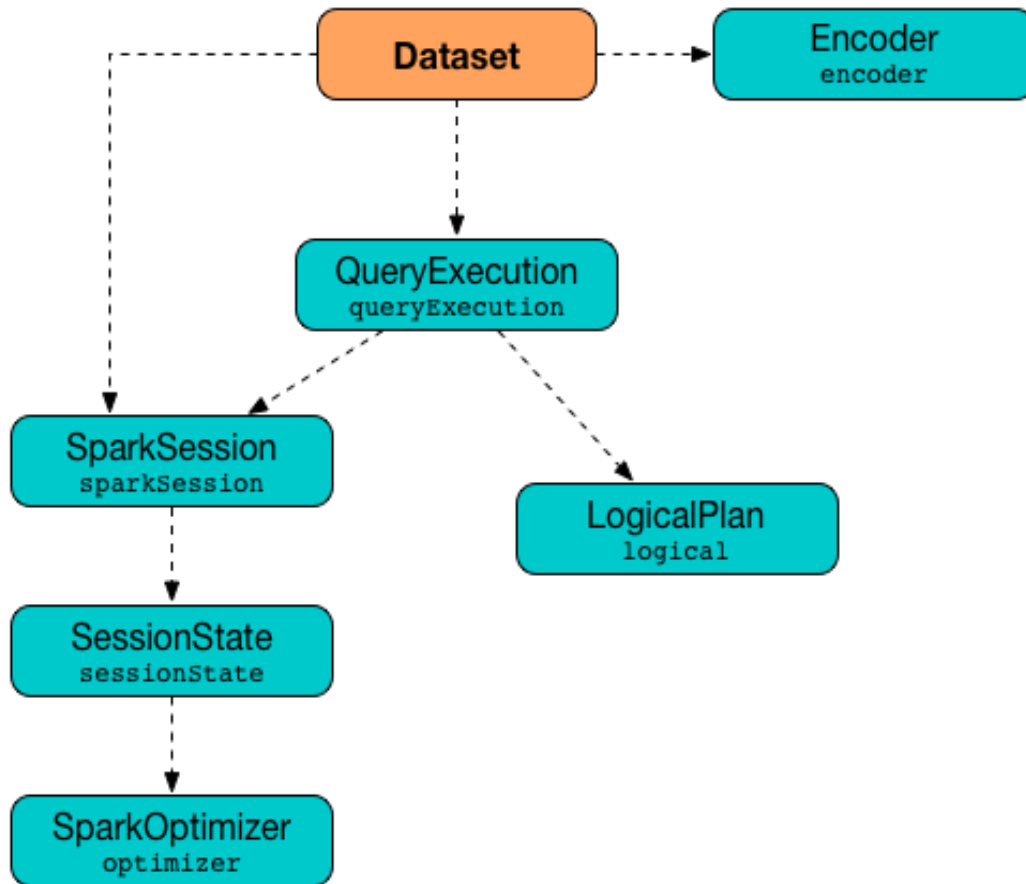 Dataset
Encoder
encoder
QueryExecution
queryExecution
SparkSession
sparkSession
LogicalPlan
logical
SessionState
sessionState
SparkOptimizer
optimizer